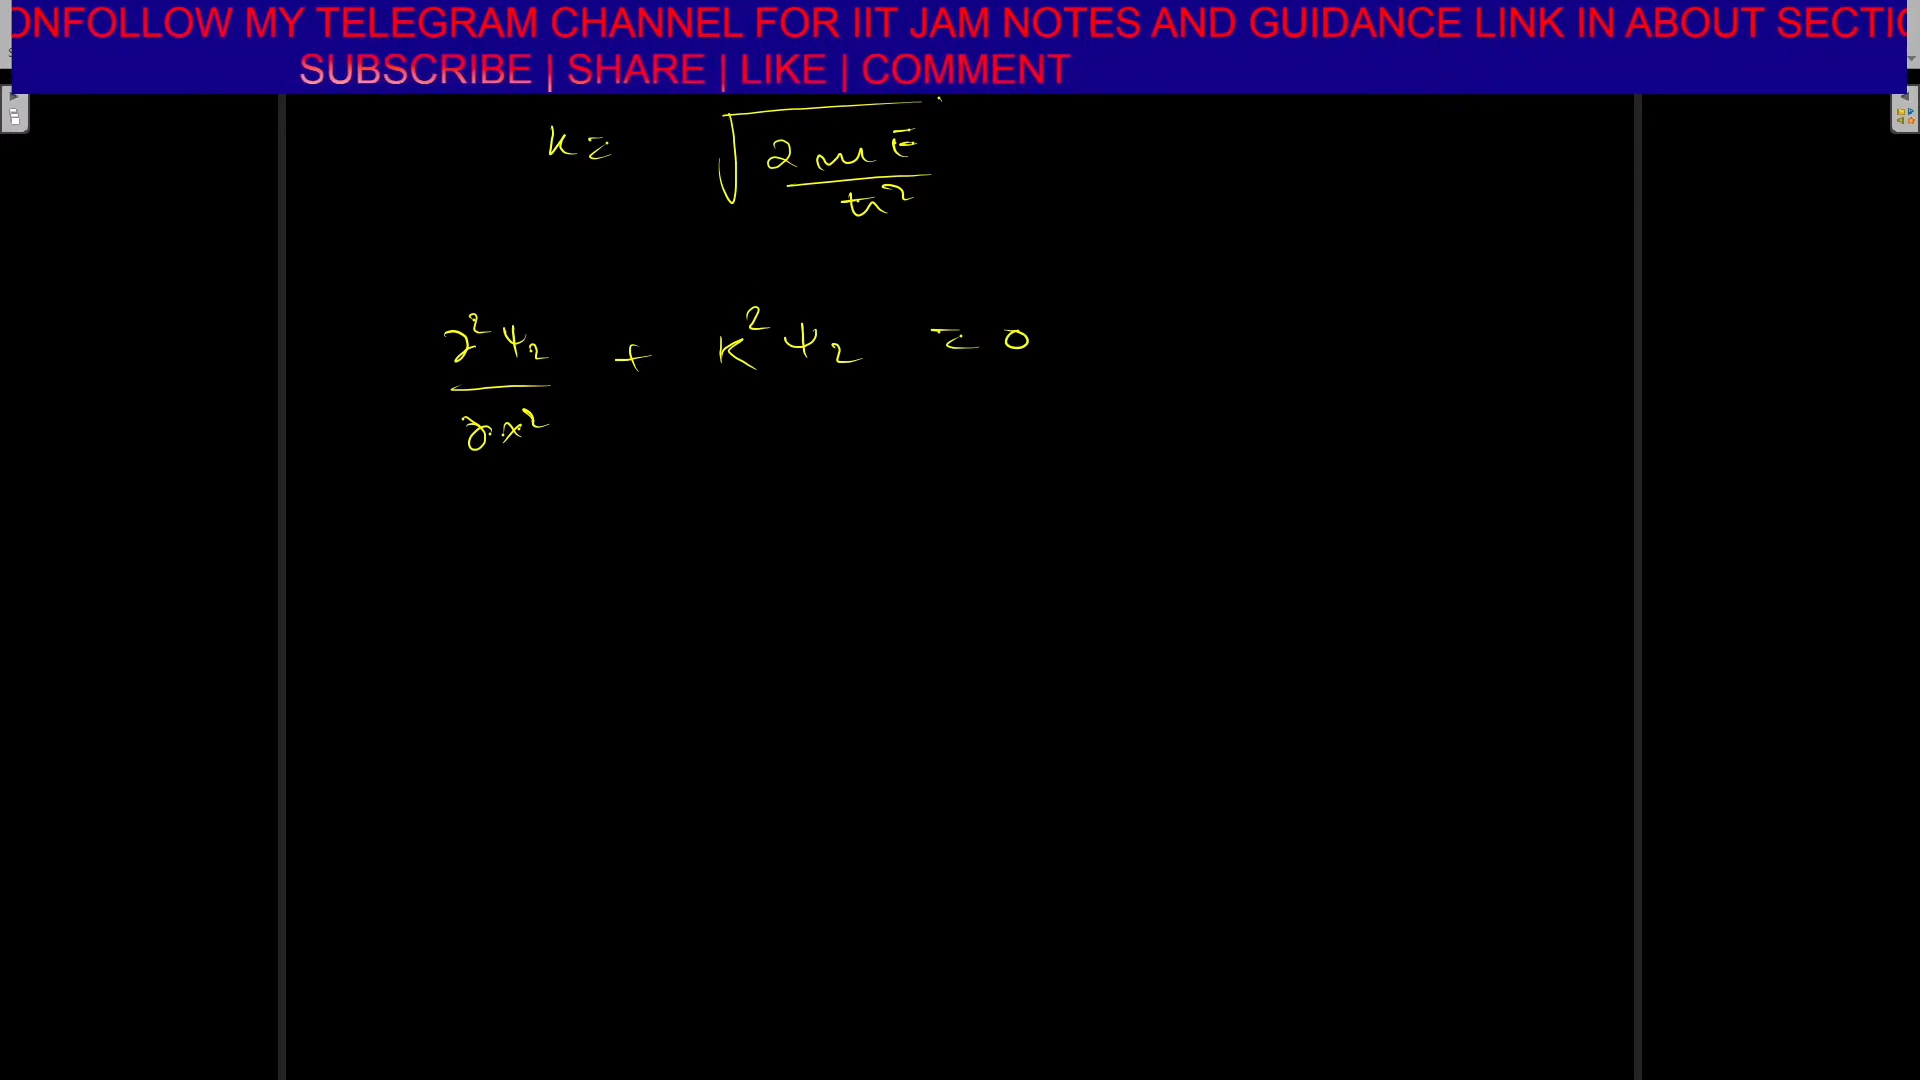 ONFOLLOW MY TELEGRAM CHANNEL FOR IIT JAM NOTES AND GUIDANCE LINK IN ABOUT SECTIO
SUBSCRIBE | SHARE | LIKE | COMMENT
k = √(2mE/ħ²)
∂²ψ₂/∂x² + k²ψ₂ = 0